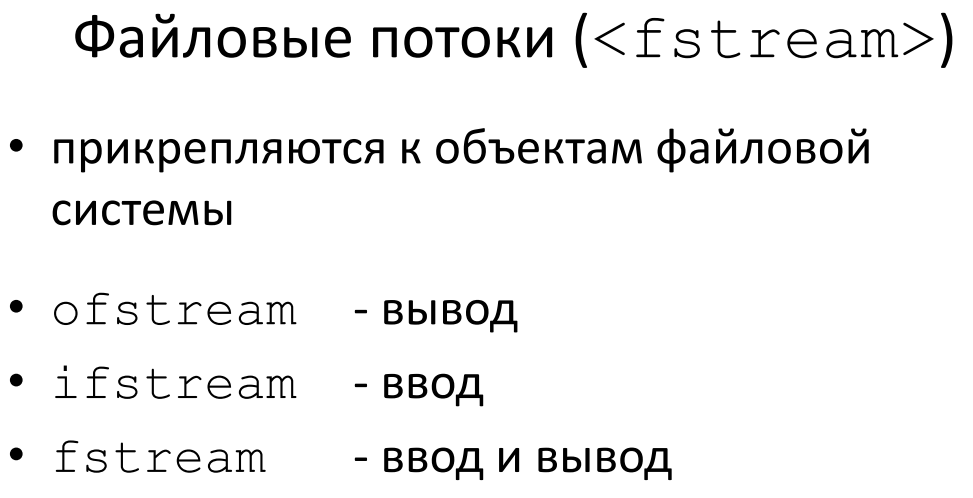 Файловые потоки (<fstream>)
• прикрепляются к объектам файловой
системы
• ofstream - вывод
• ifstream - ввод
• fstream - ввод и вывод